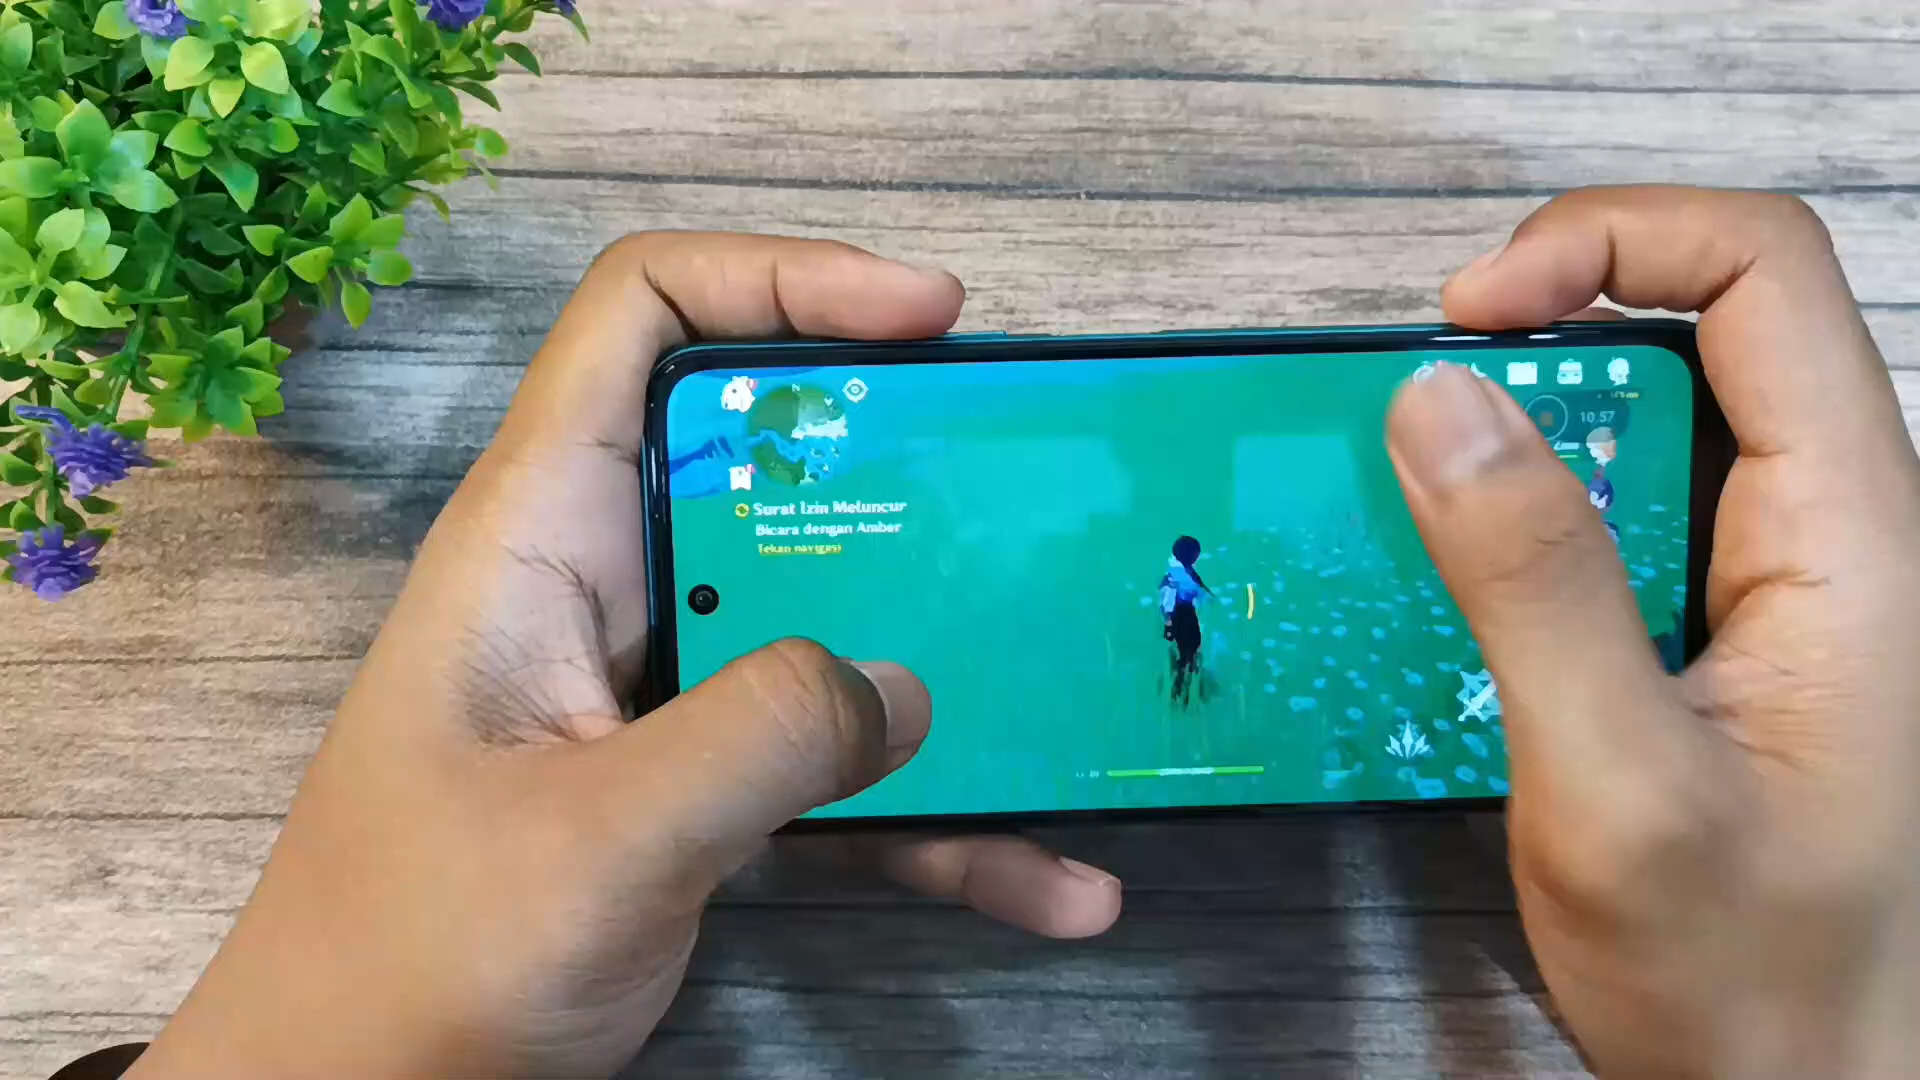 N
10:57
Surat Izin Meluncur
Bicara dengan Amber
Tekan navigasi